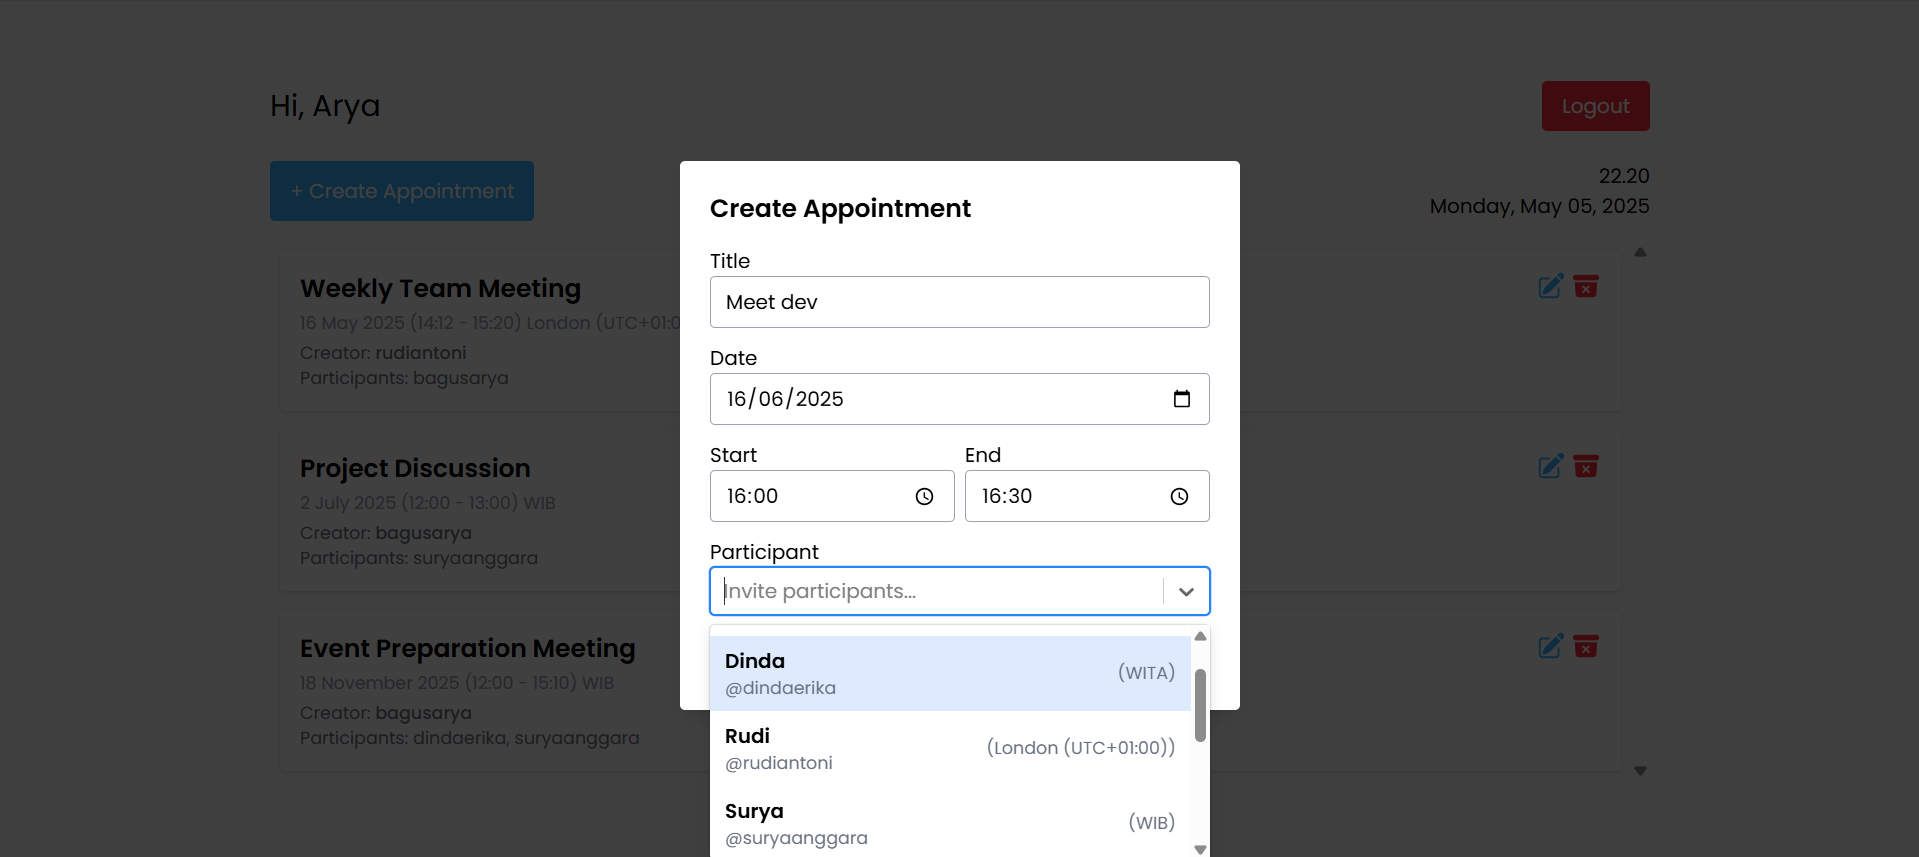 Hi, Arya
Logout
+ Create Appointment
22.20
Monday, May 05, 2025
Weekly Team Meeting
16 May 2025 (14:12 - 15:20) London (UTC+01:0
Creator: rudiantoni
Participants: bagusarya
Project Discussion
2 July 2025 (12:00 - 13:00) WIB
Creator: bagusarya
Participants: suryaanggara
Event Preparation Meeting
18 November 2025 (12:00 - 15:10) WIB
Creator: bagusarya
Participants: dindaerika, suryaanggara
Create Appointment
Title
Meet dev
Date
16/06/2025
Start End
16:00 16:30
Participant
Invite participants...
Dinda
@dindaerika (WITA)
Rudi
@rudiantoni (London (UTC+01:00))
Surya
@suryaanggara (WIB)